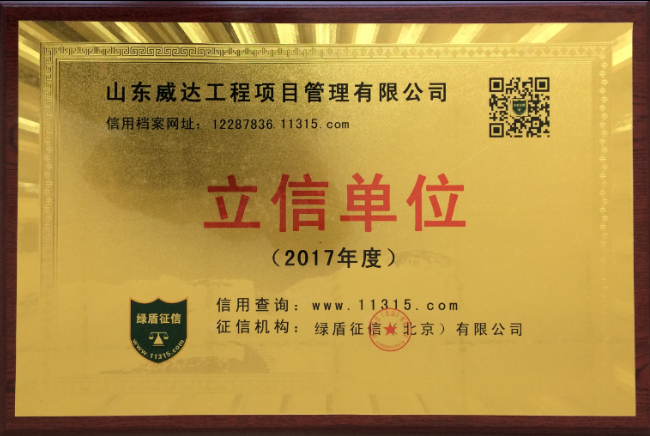 山东威达工程项目管理有限公司
信用档案网址：12287836.11315.com
立信单位
（2017年度）
绿盾征信
www.11315.com
信用查询：www.11315.com
征信机构：绿盾征信（北京）有限公司